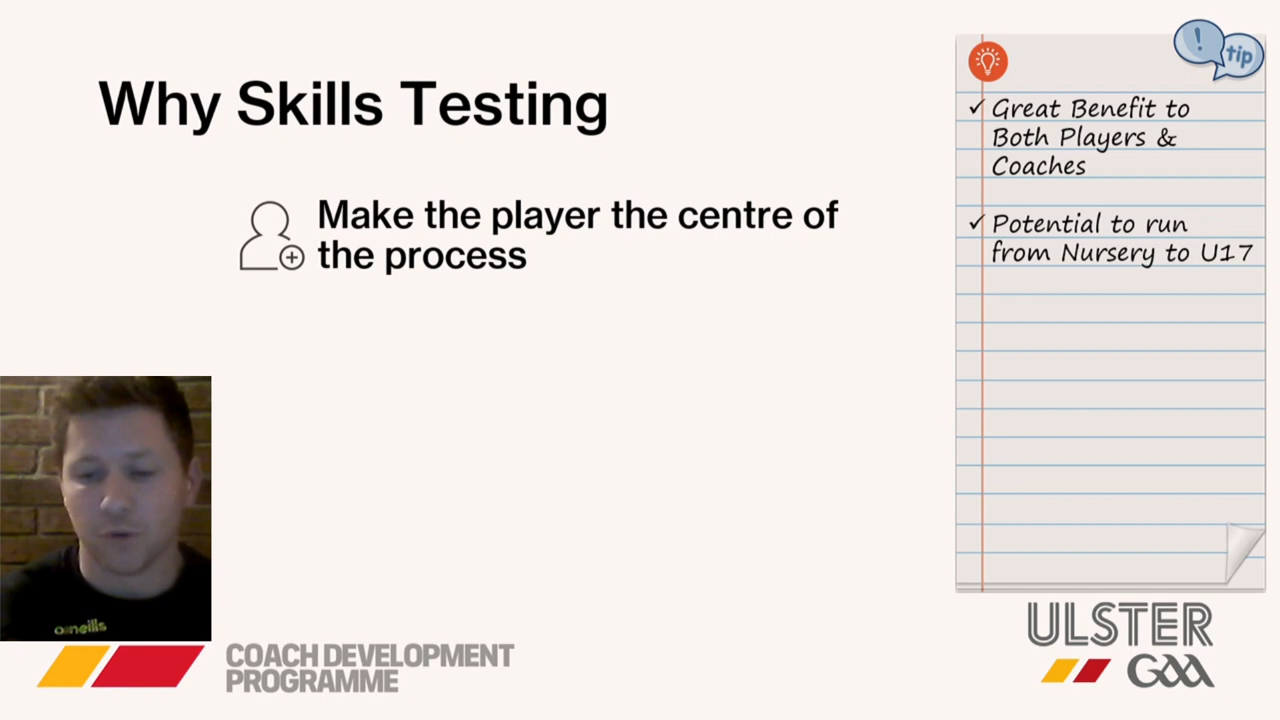 Why Skills Testing
Make the player the centre of
the process
!
tip
✓ Great Benefit to
Both Players &
Coaches
✓ Potential to run
from Nursery to U17
oneills
COACH DEVELOPMENT
PROGRAMME
ULSTER
GAA